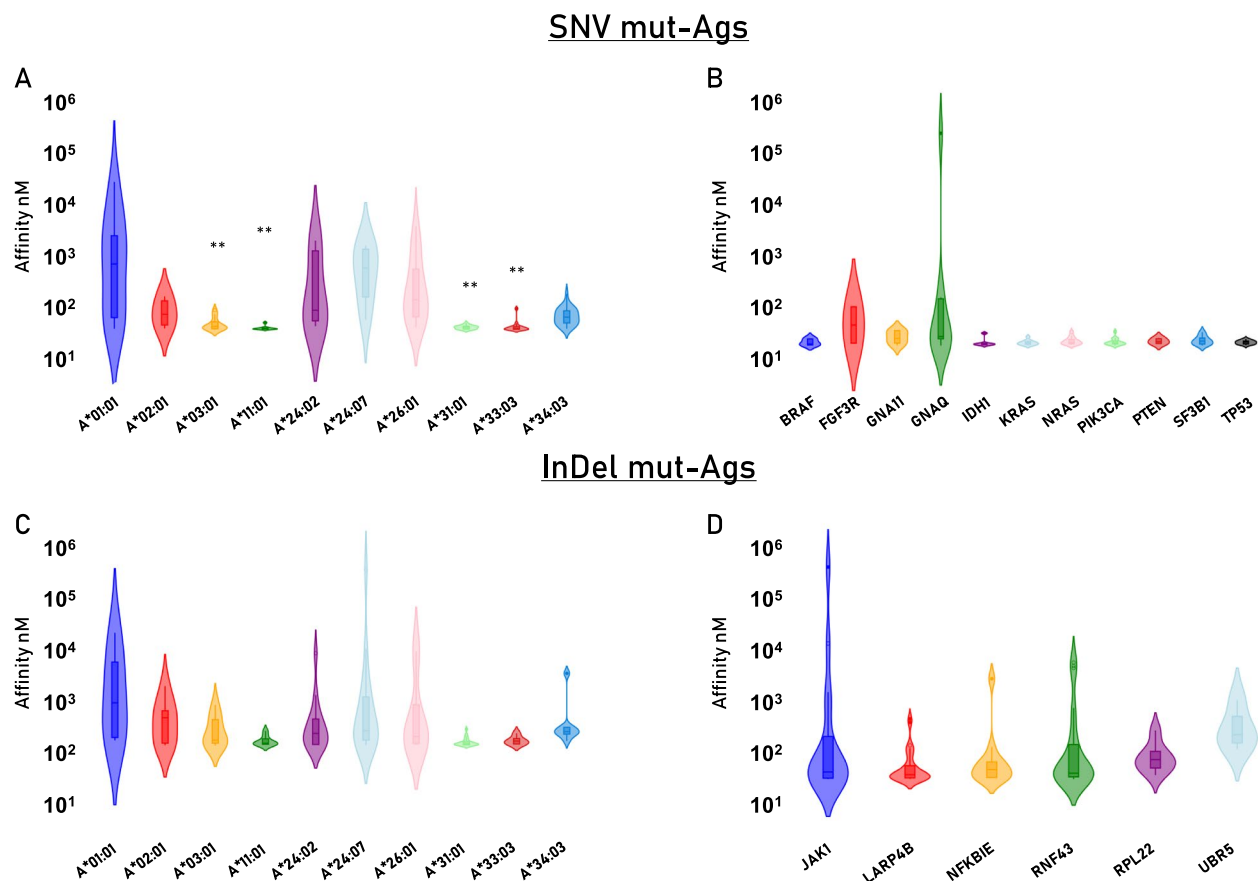 SNV mut-Ags
A
10⁶
10⁵
10⁴
10³
10²
10¹
Affinity nM
** ** ** **
A*01:01 A*02:01 A*03:01 A*11:01 A*24:02 A*24:07 A*26:01 A*31:01 A*33:03 A*34:03
B
10⁶
10⁵
10⁴
10³
10²
10¹
Affinity nM
BRAF FGF3R GNA11 GNAQ IDH1 KRAS NRAS PIK3CA PTEN SF3B1 TP53
InDel mut-Ags
C
10⁶
10⁵
10⁴
10³
10²
10¹
Affinity nM
A*01:01 A*02:01 A*03:01 A*11:01 A*24:02 A*24:07 A*26:01 A*31:01 A*33:03 A*34:03
D
10⁶
10⁵
10⁴
10³
10²
10¹
Affinity nM
JAK1 LARP4B NFKBIE RNF43 RPL22 UBR5